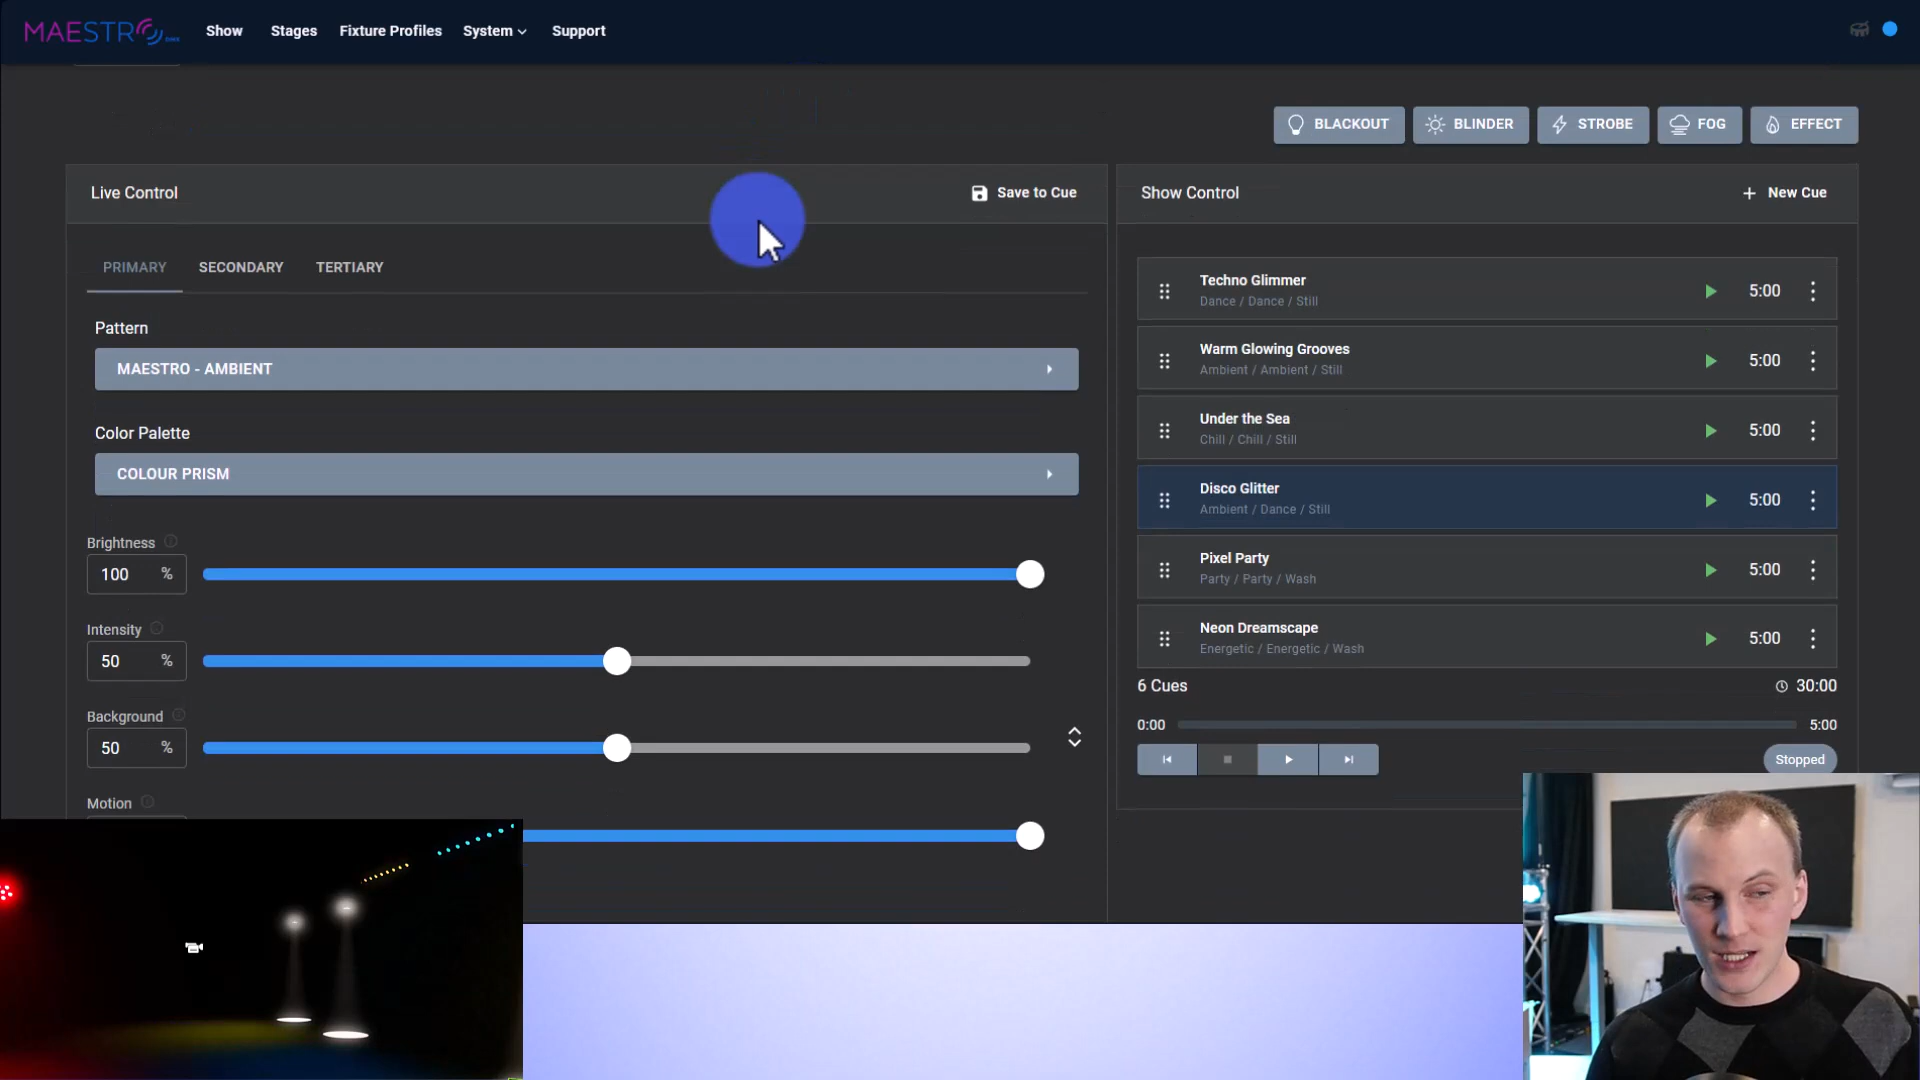 MAESTRO DMX
Show
Stages
Fixture Profiles
System
Support
BLACKOUT
BLINDER
STROBE
FOG
EFFECT
Live Control
Save to Cue
PRIMARY
SECONDARY
TERTIARY
Pattern
MAESTRO - AMBIENT
Color Palette
COLOUR PRISM
Brightness
100 %
Intensity
50 %
Background
50 %
Motion
Show Control
+ New Cue
Techno Glimmer
Dance / Dance / Still
5:00
Warm Glowing Grooves
Ambient / Ambient / Still
5:00
Under the Sea
Chill / Chill / Still
5:00
Disco Glitter
Ambient / Dance / Still
5:00
Pixel Party
Party / Party / Wash
5:00
Neon Dreamscape
Energetic / Energetic / Wash
5:00
6 Cues
30:00
0:00
5:00
Stopped